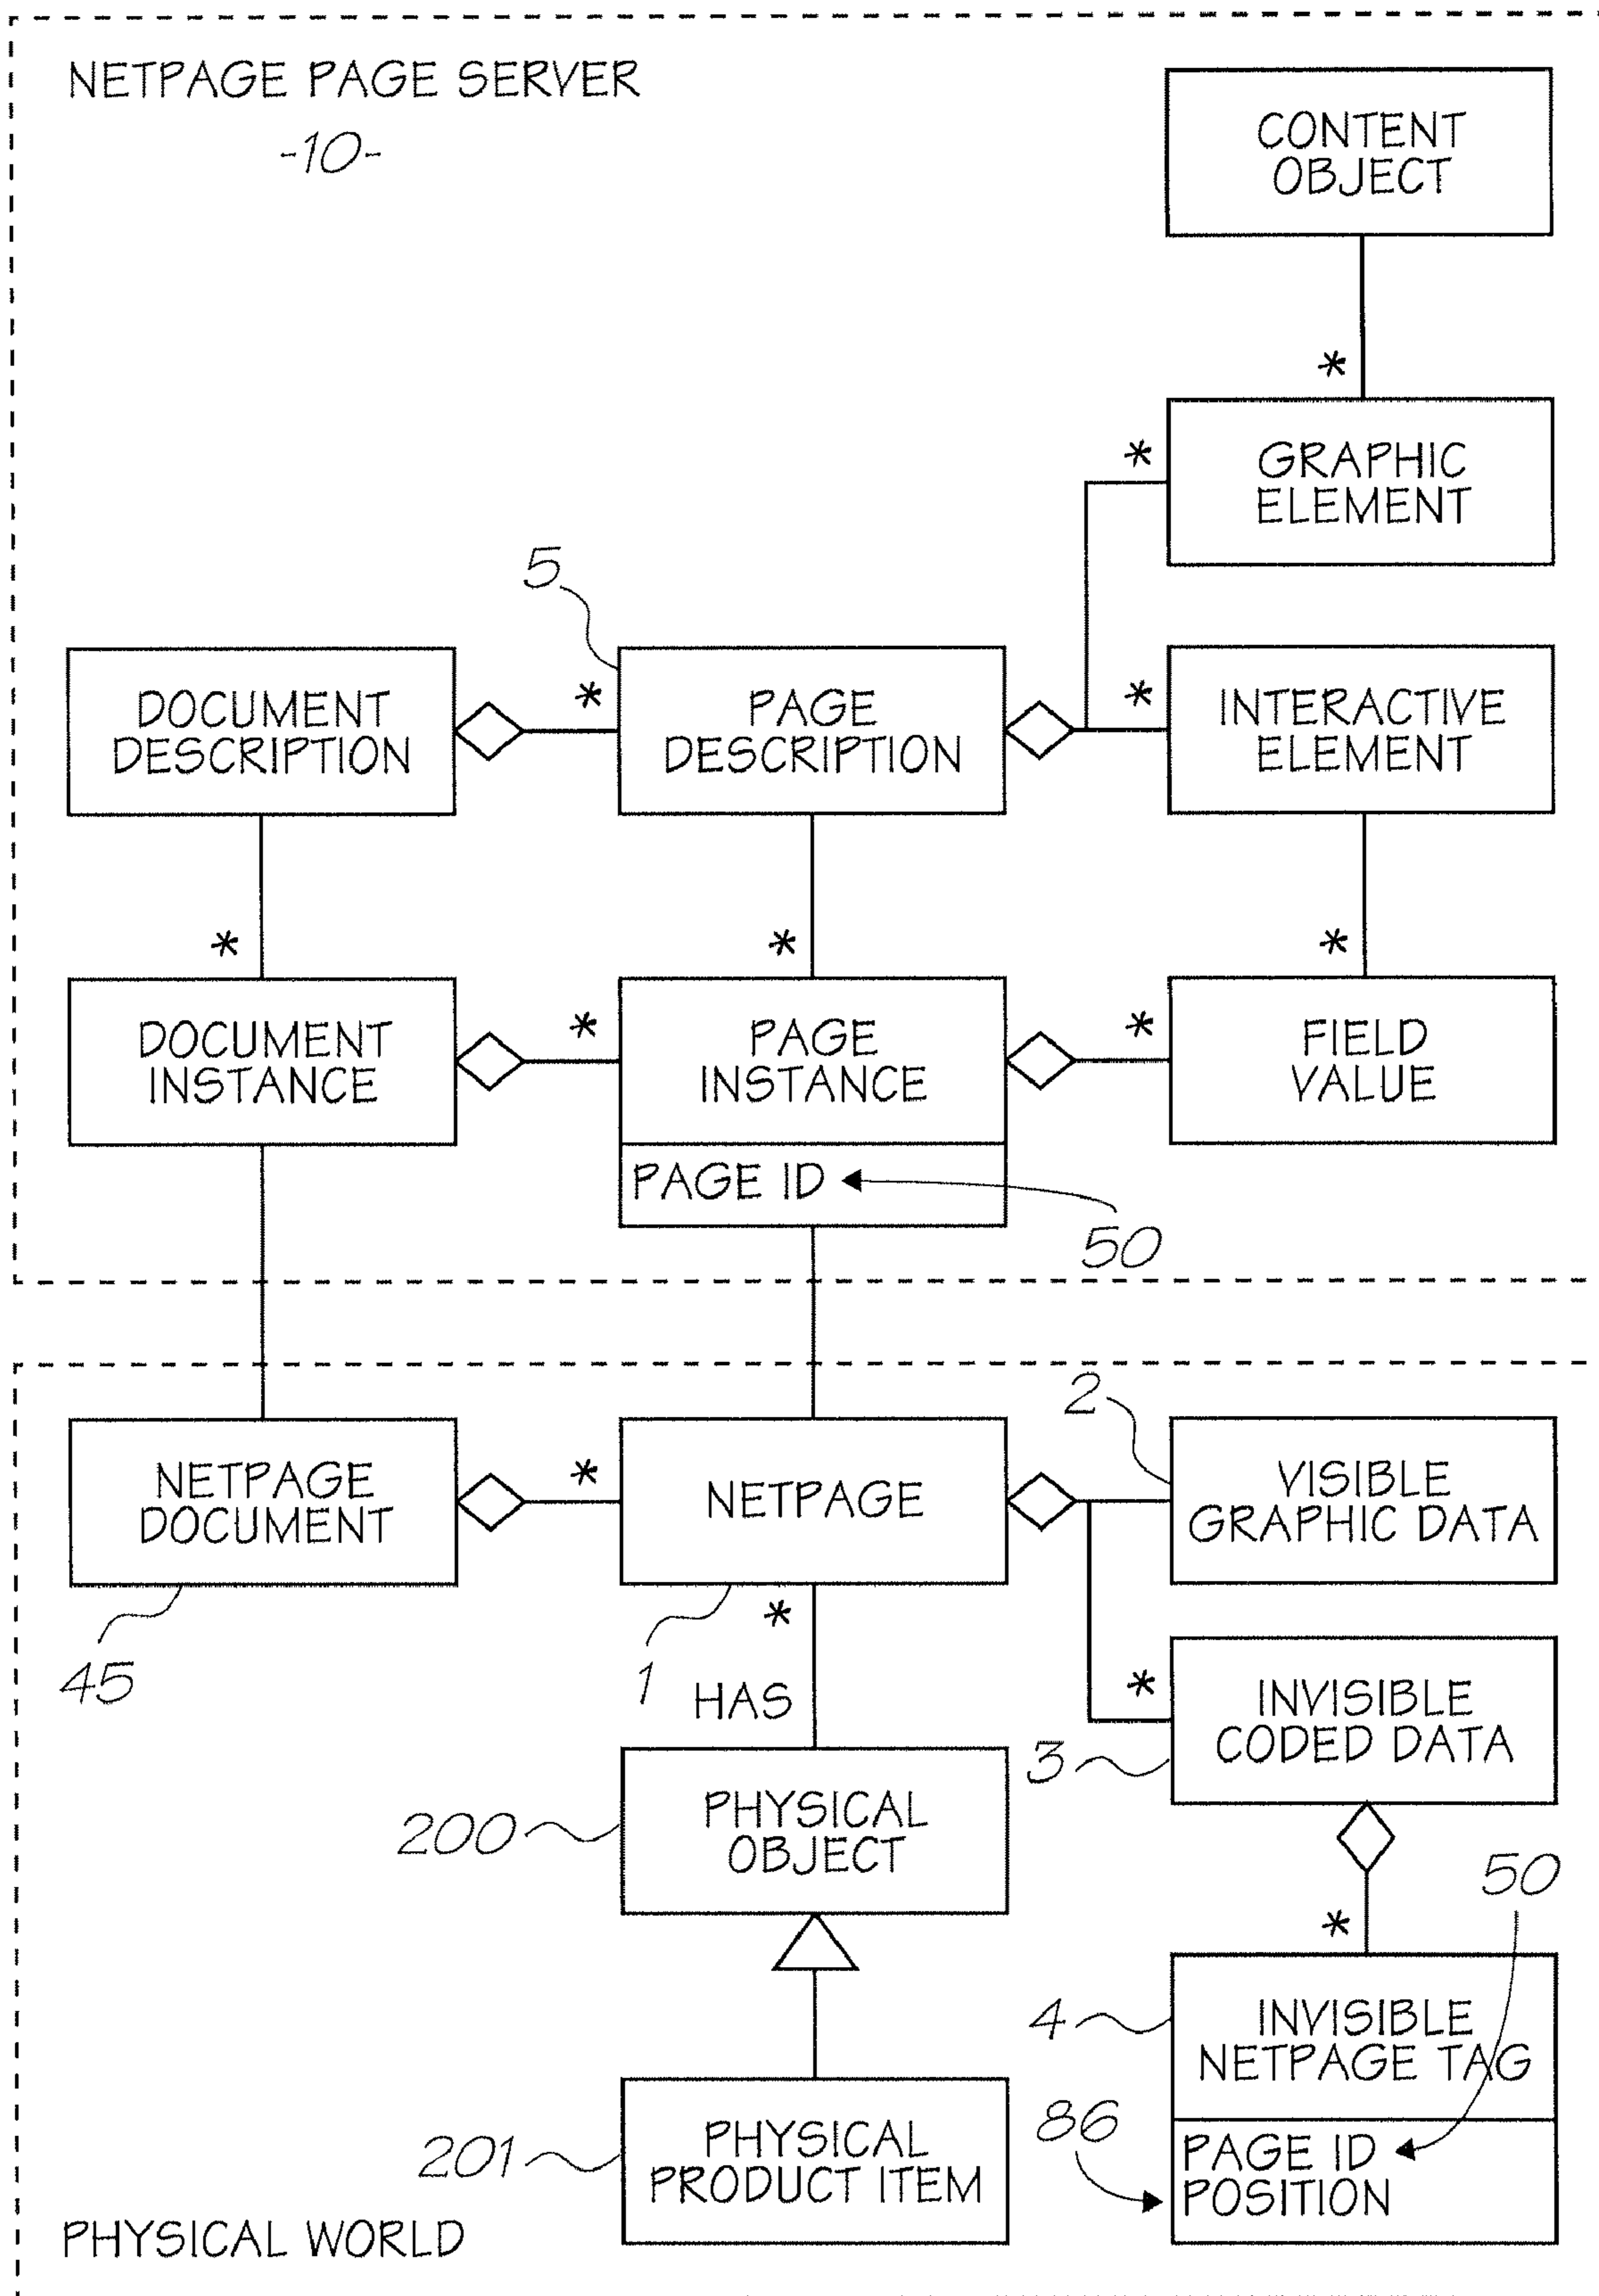 NETPAGE PAGE SERVER
-10-
CONTENT
OBJECT
*
*
GRAPHIC
ELEMENT
5
DOCUMENT
DESCRIPTION
*
PAGE
DESCRIPTION
*
INTERACTIVE
ELEMENT
*
*
*
DOCUMENT
INSTANCE
*
PAGE
INSTANCE
*
FIELD
VALUE
PAGE ID
50
NETPAGE
DOCUMENT
45
*
NETPAGE
1
2
VISIBLE
GRAPHIC DATA
*
HAS
*
INVISIBLE
CODED DATA
3
200
PHYSICAL
OBJECT
50
*
4
INVISIBLE
NETPAGE TAG
86
PAGE ID
POSITION
201
PHYSICAL
PRODUCT ITEM
PHYSICAL WORLD